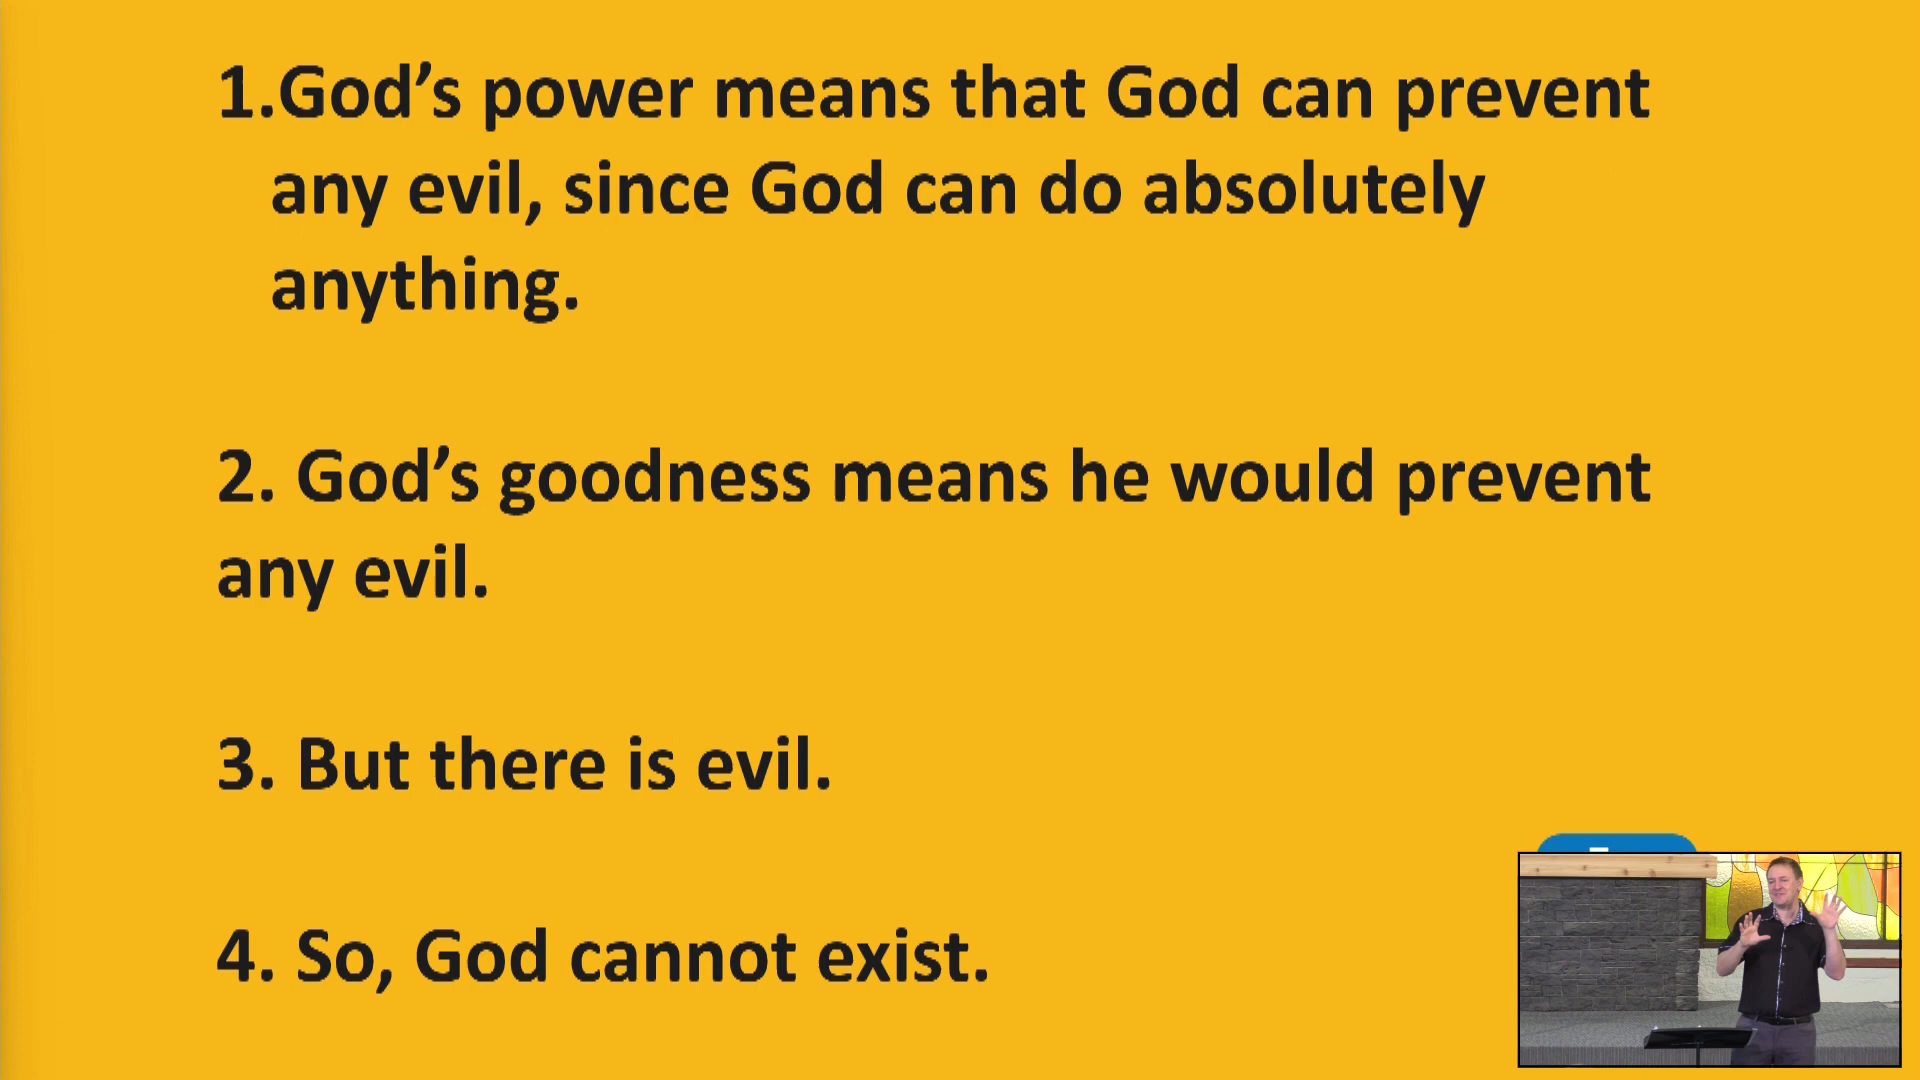 1.God’s power means that God can prevent
any evil, since God can do absolutely
anything.
2. God’s goodness means he would prevent
any evil.
3. But there is evil.
4. So, God cannot exist.